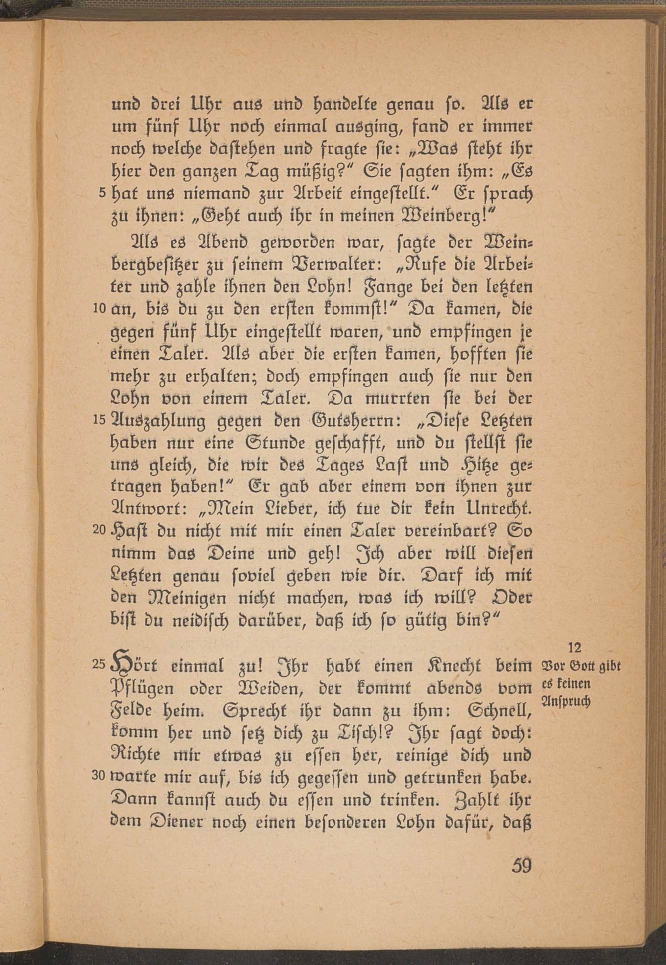 und drei Uhr aus und handelte genau so. Als er
um fünf Uhr noch einmal ausging, fand er immer
noch welche dastehen und fragte sie: „Was steht ihr
hier den ganzen Tag müßig?“ Sie sagten ihm: „Es
5 hat uns niemand zur Arbeit eingestellt.“ Er sprach
zu ihnen: „Geht auch ihr in meinen Weinberg!“
Als es Abend geworden war, sagte der Wein=
bergbesitzer zu seinem Verwalter: „Rufe die Arbei=
ter und zahle ihnen den Lohn! Fange bei den letzten
10 an, bis du zu den ersten kommst!“ Da kamen, die
gegen fünf Uhr eingestellt waren, und empfingen je
einen Taler. Als aber die ersten kamen, hofften sie
mehr zu erhalten; doch empfingen auch sie nur den
Lohn von einem Taler. Da murrten sie bei der
15 Auszahlung gegen den Gutsherrn: „Diese Letzten
haben nur eine Stunde geschafft, und du stellst sie
uns gleich, die wir des Tages Last und Hitze ge=
tragen haben!“ Er gab aber einem von ihnen zur
Antwort: „Mein Lieber, ich tue dir kein Unrecht.
20 Hast du nicht mit mir einen Taler vereinbart? So
nimm das Deine und geh! Ich aber will diesen
Letzten genau soviel geben wie dir. Darf ich mit
den Meinigen nicht machen, was ich will? Oder
bist du neidisch darüber, daß ich so gütig bin?“
25 Hört einmal zu! Ihr habt einen Knecht beim
Pflügen oder Weiden, der kommt abends vom
Felde heim. Sprecht ihr dann zu ihm: Schnell,
komm her und setz dich zu Tisch!? Ihr sagt doch:
Richte mir etwas zu essen her, reinige dich und
30 warte mir auf, bis ich gegessen und getrunken habe.
Dann kannst auch du essen und trinken. Zahlt ihr
dem Diener noch einen besonderen Lohn dafür, daß
12
Vor Gott gibt
es keinen
Anspruch
59